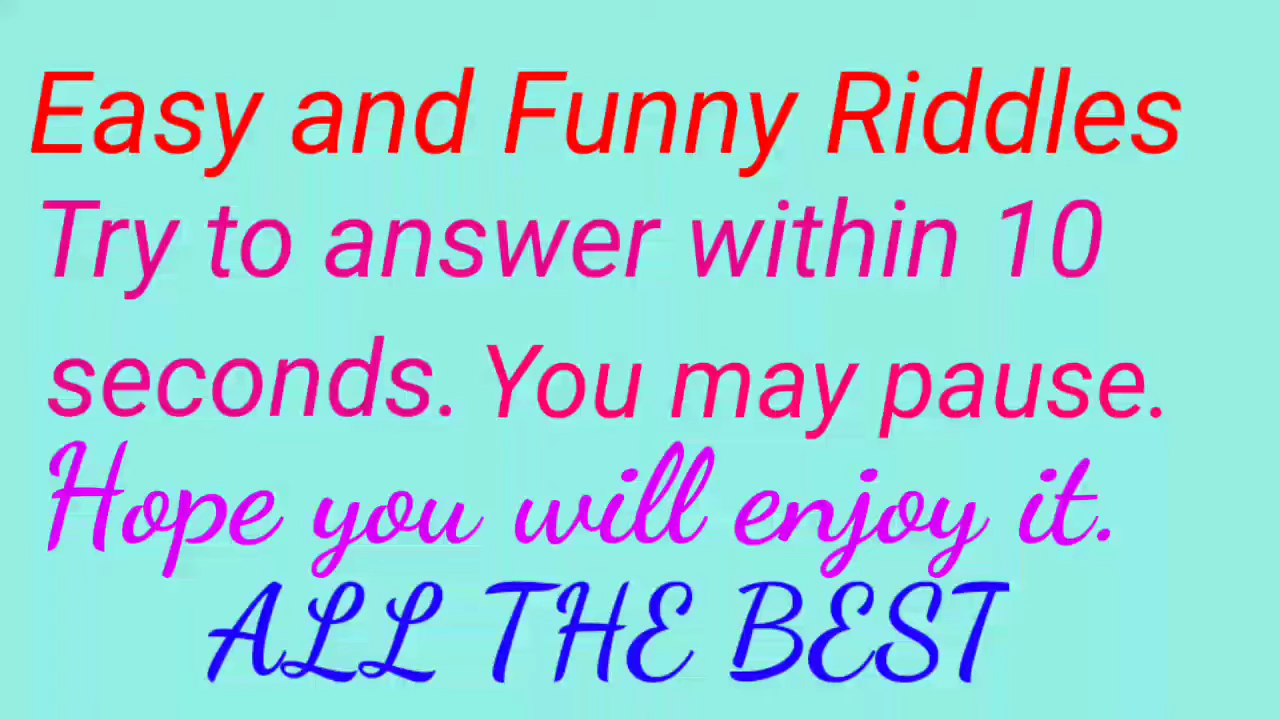 Easy and Funny Riddles
Try to answer within 10
seconds. You may pause.
Hope you will enjoy it.
ALL THE BEST